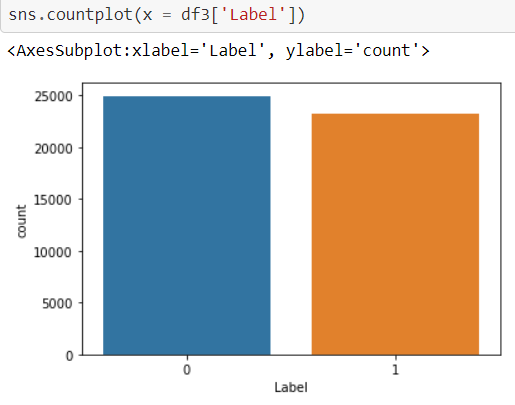 sns.countplot(x = df3['Label'])
<AxesSubplot:xlabel='Label', ylabel='count'>
25000
20000
15000
10000
5000
0
count
0
1
Label